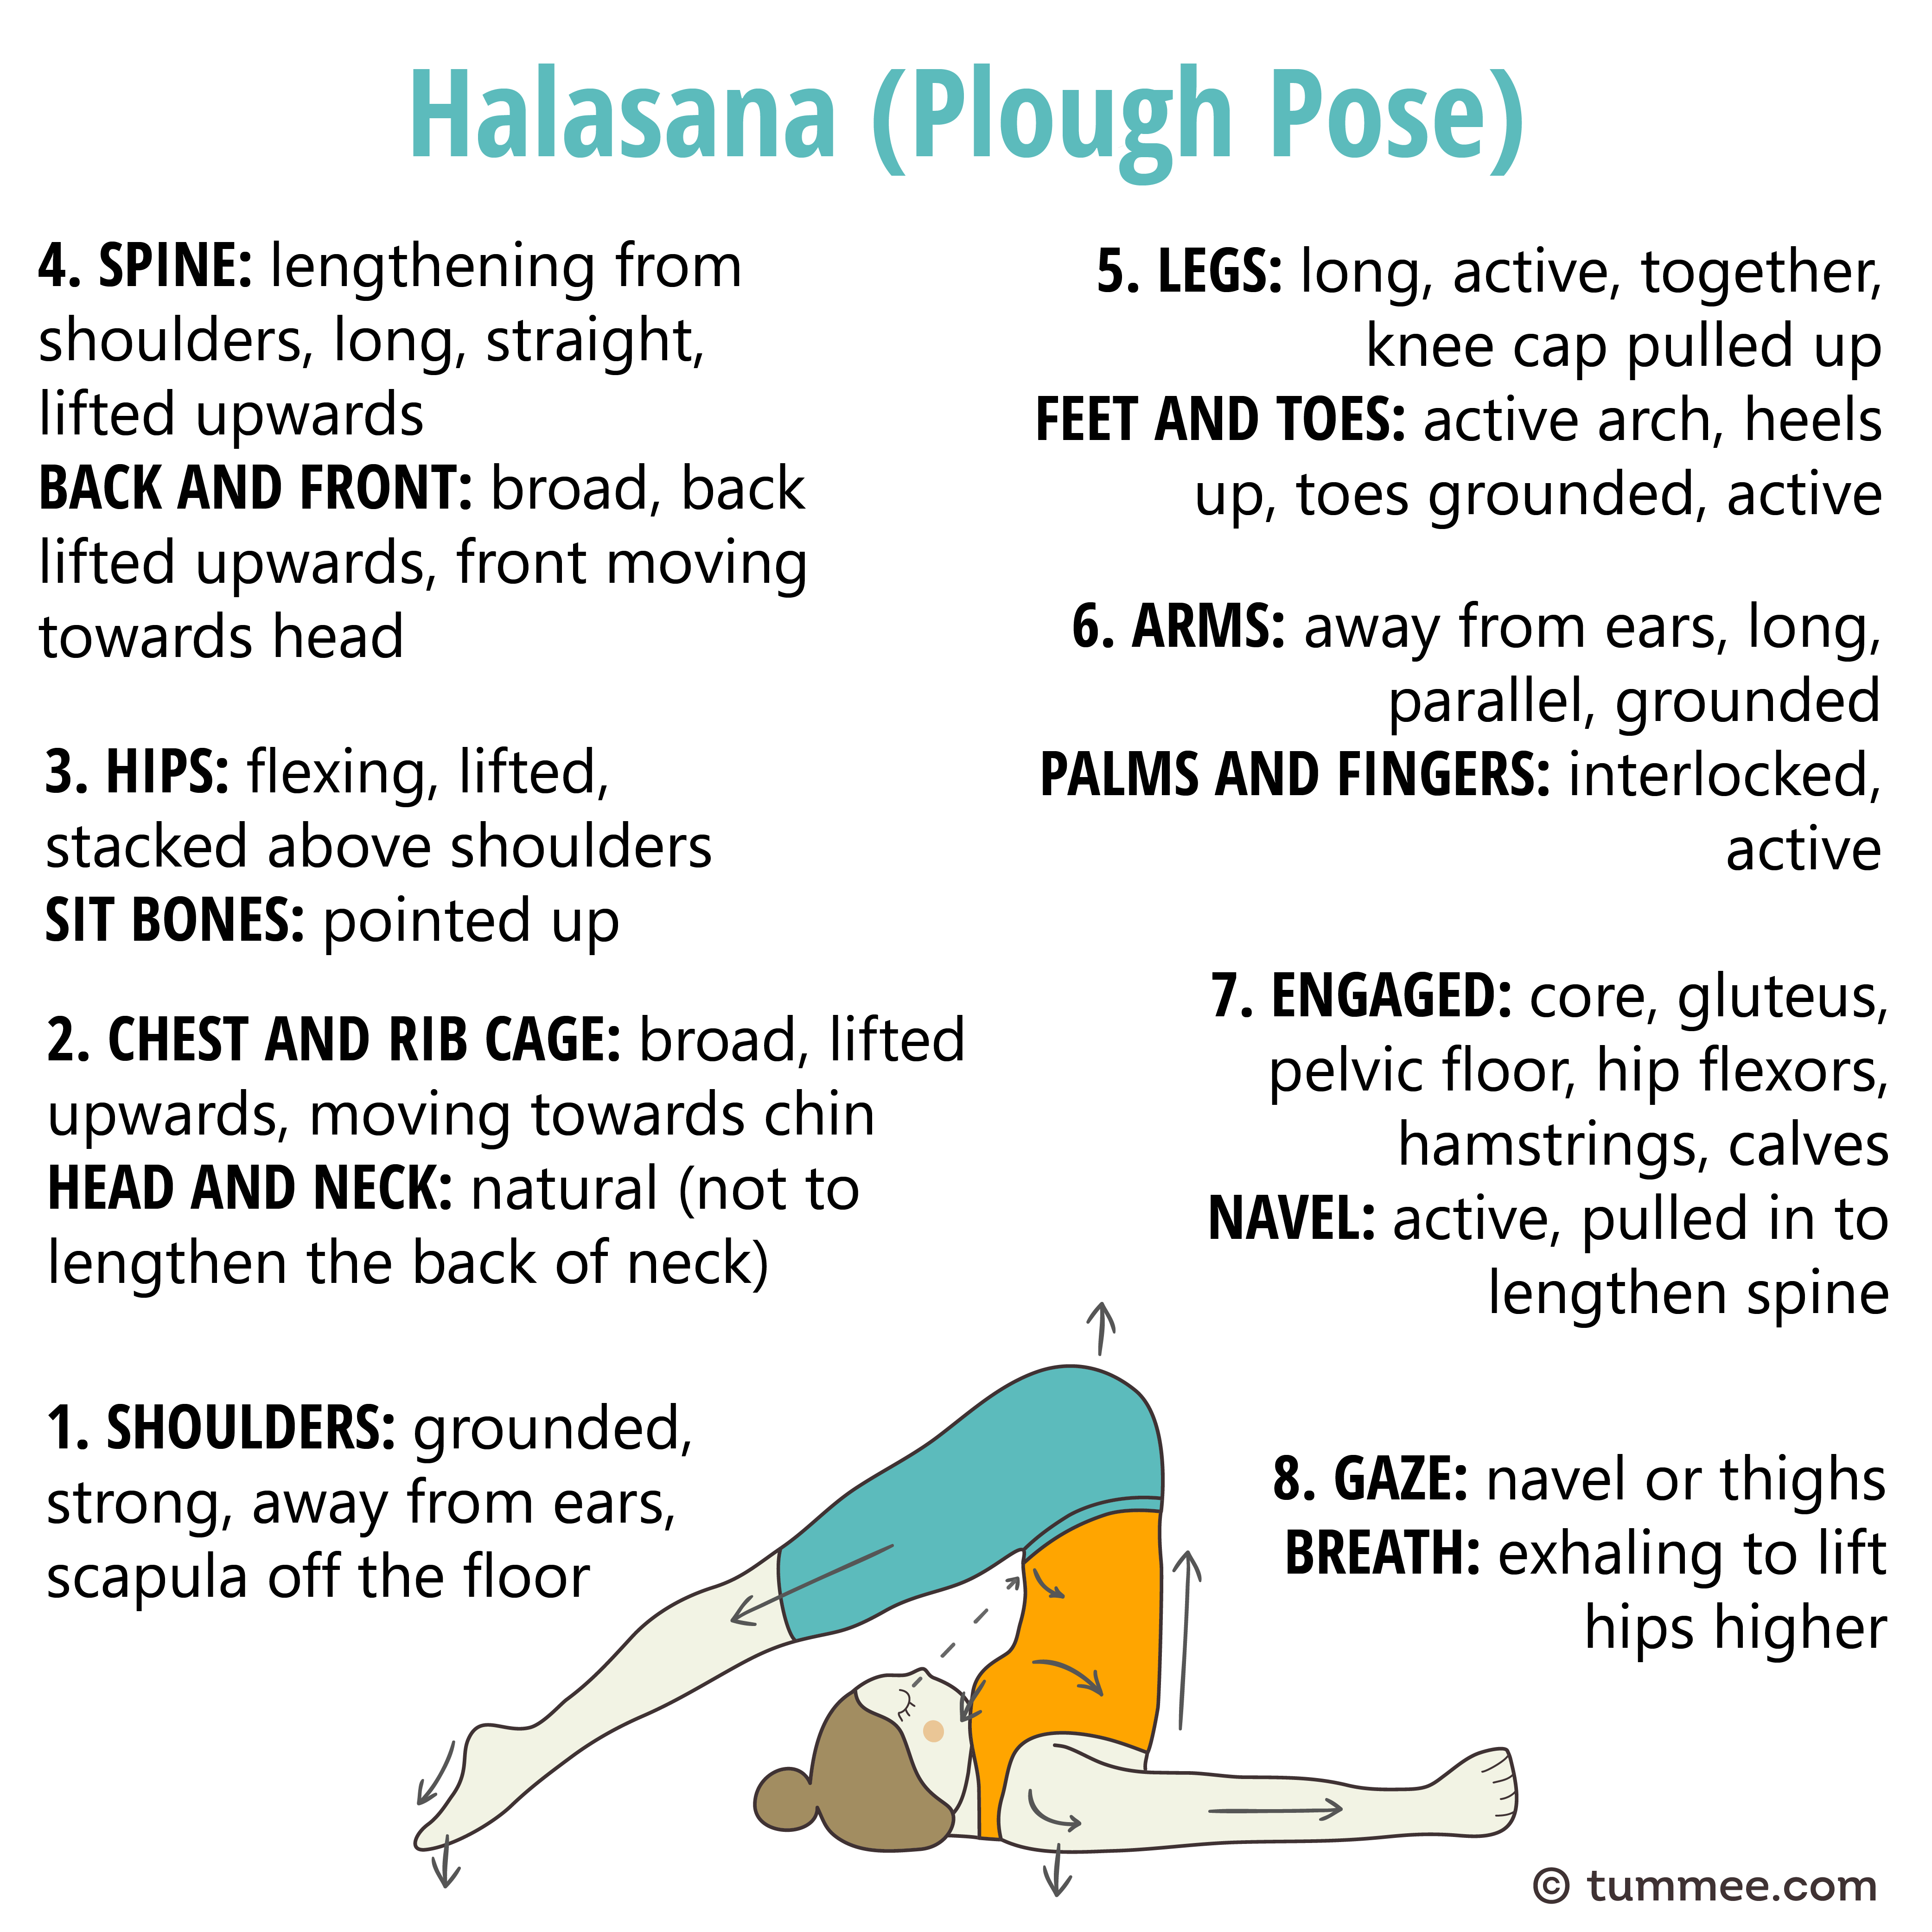 Halasana (Plough Pose)
4. SPINE: lengthening from
shoulders, long, straight,
lifted upwards
BACK AND FRONT: broad, back
lifted upwards, front moving
towards head
3. HIPS: flexing, lifted,
stacked above shoulders
SIT BONES: pointed up
2. CHEST AND RIB CAGE: broad, lifted
upwards, moving towards chin
HEAD AND NECK: natural (not to
lengthen the back of neck)
1. SHOULDERS: grounded,
strong, away from ears,
scapula off the floor
5. LEGS: long, active, together,
knee cap pulled up
FEET AND TOES: active arch, heels
up, toes grounded, active
6. ARMS: away from ears, long,
parallel, grounded
PALMS AND FINGERS: interlocked,
active
7. ENGAGED: core, gluteus,
pelvic floor, hip flexors,
hamstrings, calves
NAVEL: active, pulled in to
lengthen spine
8. GAZE: navel or thighs
BREATH: exhaling to lift
hips higher
© tummee.com